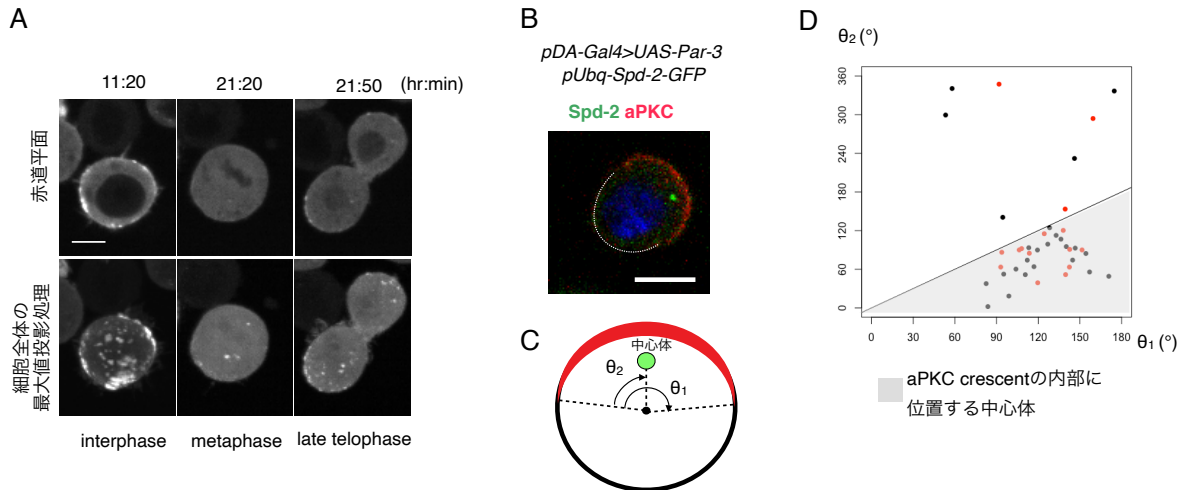 A
11:20
21:20
21:50
(hr:min)
赤道平面
細胞全体の
最大値投影処理
interphase
metaphase
late telophase
B
pDA-Gal4>UAS-Par-3
pUbq-Spd-2-GFP
Spd-2 aPKC
C
中心体
θ2
θ1
D
θ2 (°)
360
300
240
180
120
60
0
0
30
60
90
120
150
180
θ1 (°)
aPKC crescentの内部に
位置する中心体